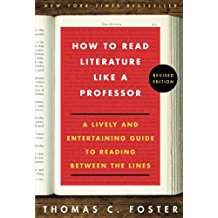 NEW YORK TIMES BESTSELLER
HOW TO READ
LITERATURE
LIKE A
PROFESSOR
REVISED
EDITION
A LIVELY AND
ENTERTAINING GUIDE
TO READING
BETWEEN THE LINES
THOMAS C. FOSTER